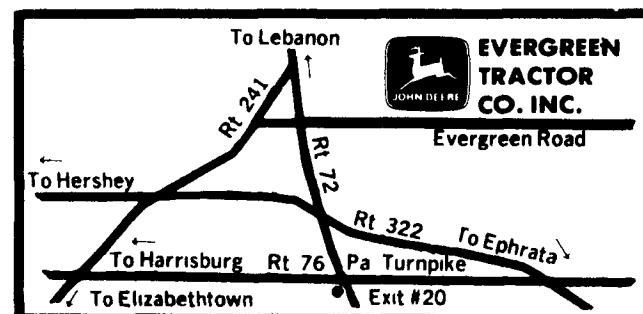 To Lebanon
EVERGREEN
TRACTOR
CO. INC.
JOHN DEERE
Rt 241
Evergreen Road
Rt 72
To Hershey
Rt 322
To Ephrata
To Harrisburg Rt 76 Pa Turnpike
To Elizabethtown
Exit #20